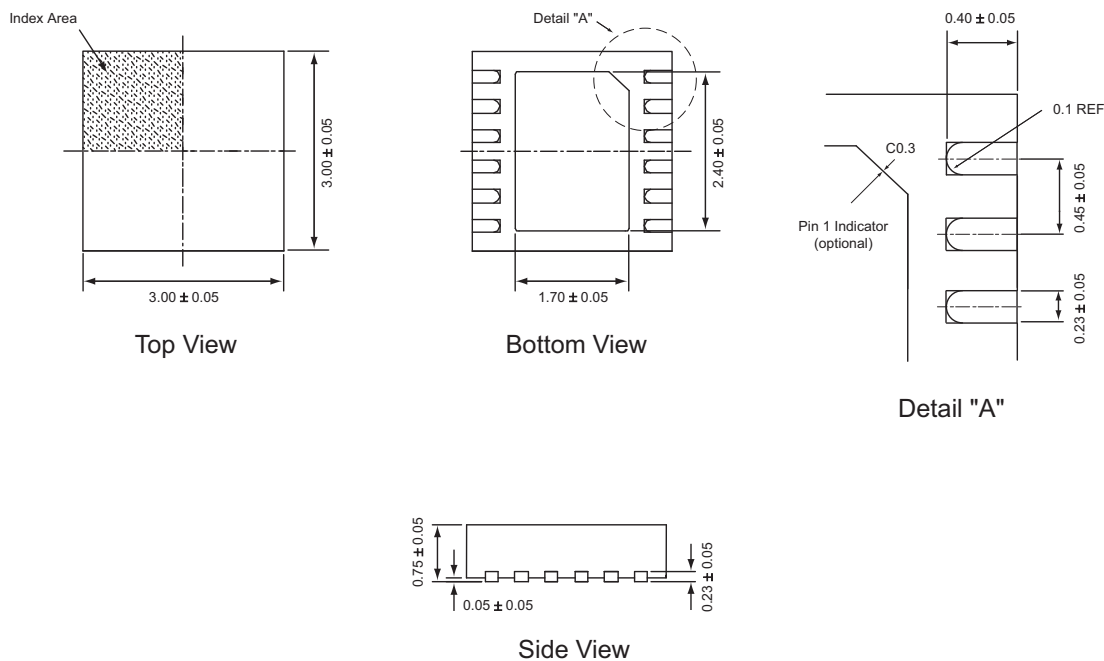 Index Area
3.00 ± 0.05
3.00 ± 0.05
Top View
Detail "A"
2.40 ± 0.05
1.70 ± 0.05
Bottom View
0.40 ± 0.05
0.1 REF
C0.3
Pin 1 Indicator
(optional)
0.45 ± 0.05
0.23 ± 0.05
Detail "A"
0.75 ± 0.05
0.05 ± 0.05
0.23 ± 0.05
Side View